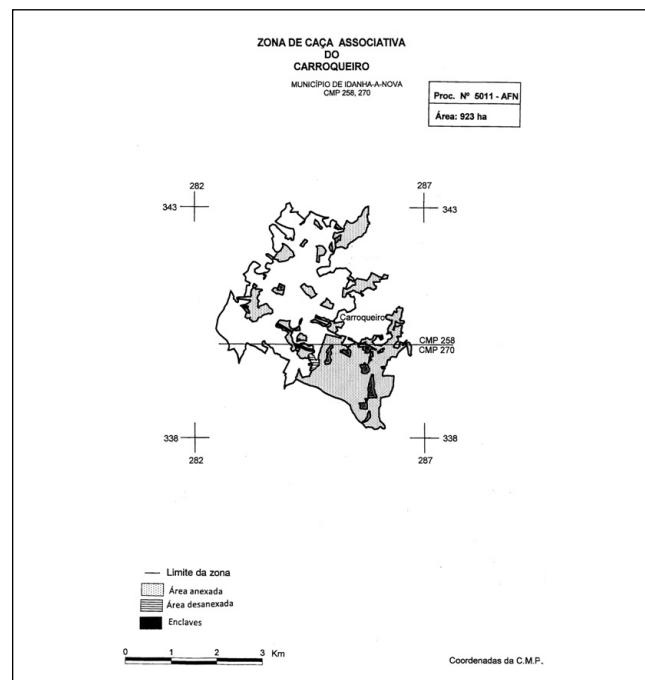 ZONA DE CAÇA ASSOCIATIVA
DO
CARROQUEIRO
MUNICÍPIO DE IDANHA-A-NOVA
CMP 258, 270
Proc. Nº 5011 - AFN
Área: 923 ha
282
287
343
343
Carroqueiro
CMP 258
CMP 270
338
338
282
287
Limite da zona
Área anexada
Área desanexada
Enclaves
0 1 2 3 Km
Coordenadas da C.M.P.